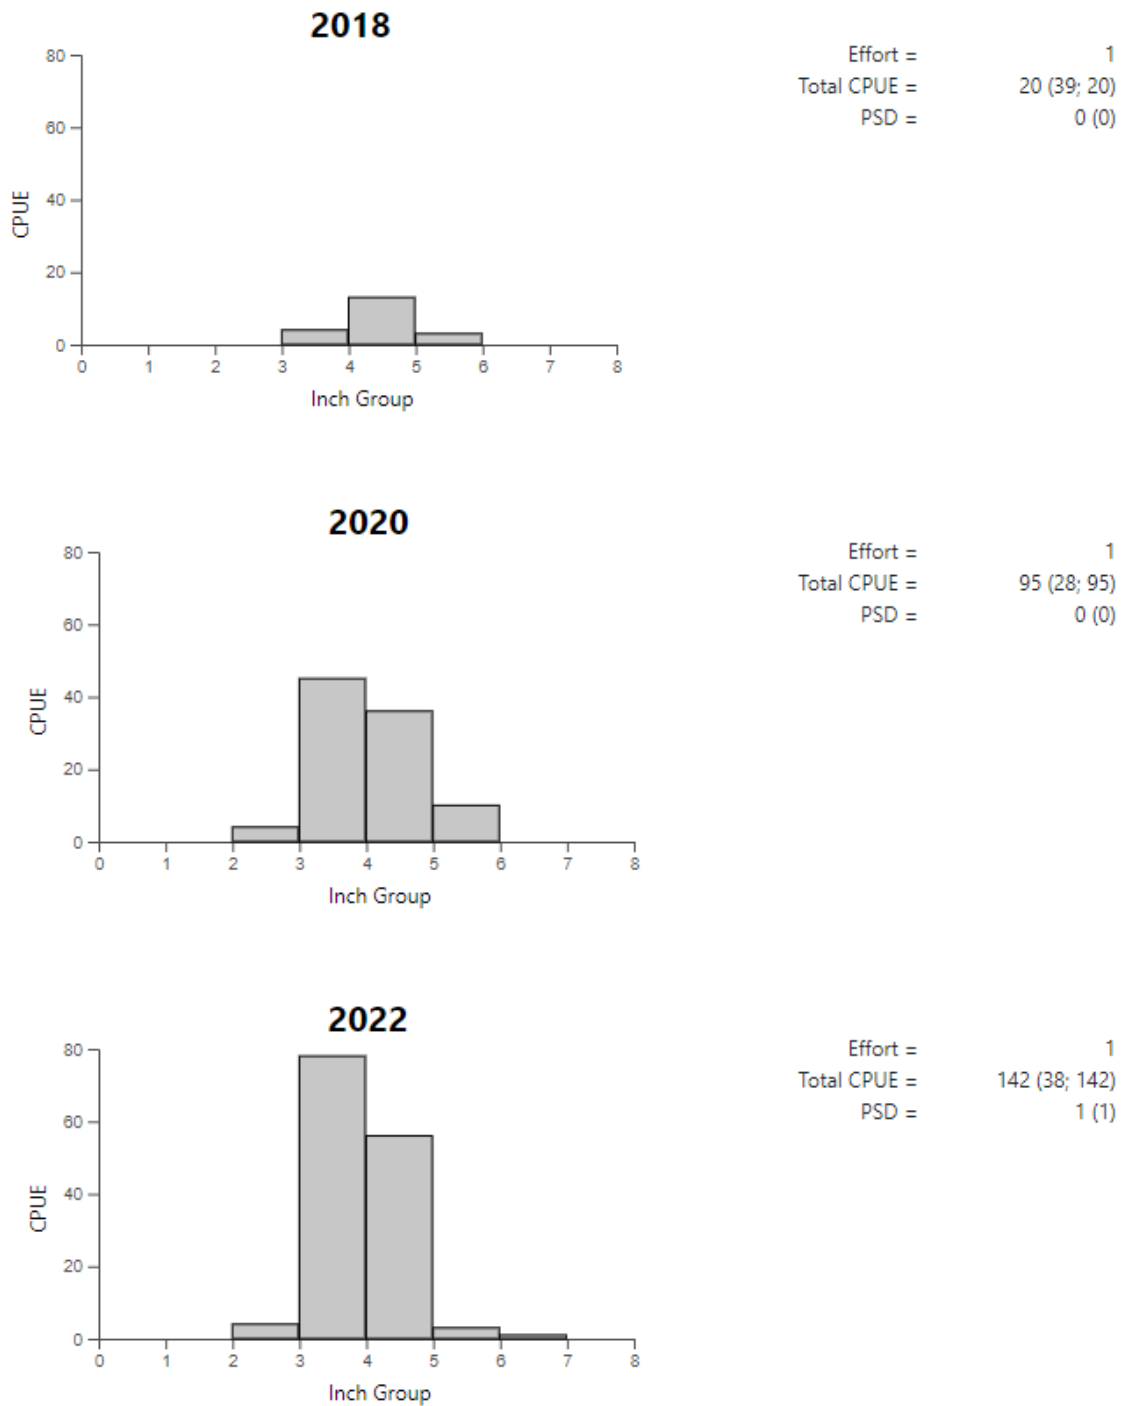 2018
Effort = 1
Total CPUE = 20 (39; 20)
PSD = 0 (0)
80
60
40
20
0
CPUE
0 1 2 3 4 5 6 7 8
Inch Group
2020
Effort = 1
Total CPUE = 95 (28; 95)
PSD = 0 (0)
80
60
40
20
0
CPUE
0 1 2 3 4 5 6 7 8
Inch Group
2022
Effort = 1
Total CPUE = 142 (38; 142)
PSD = 1 (1)
80
60
40
20
0
CPUE
0 1 2 3 4 5 6 7 8
Inch Group